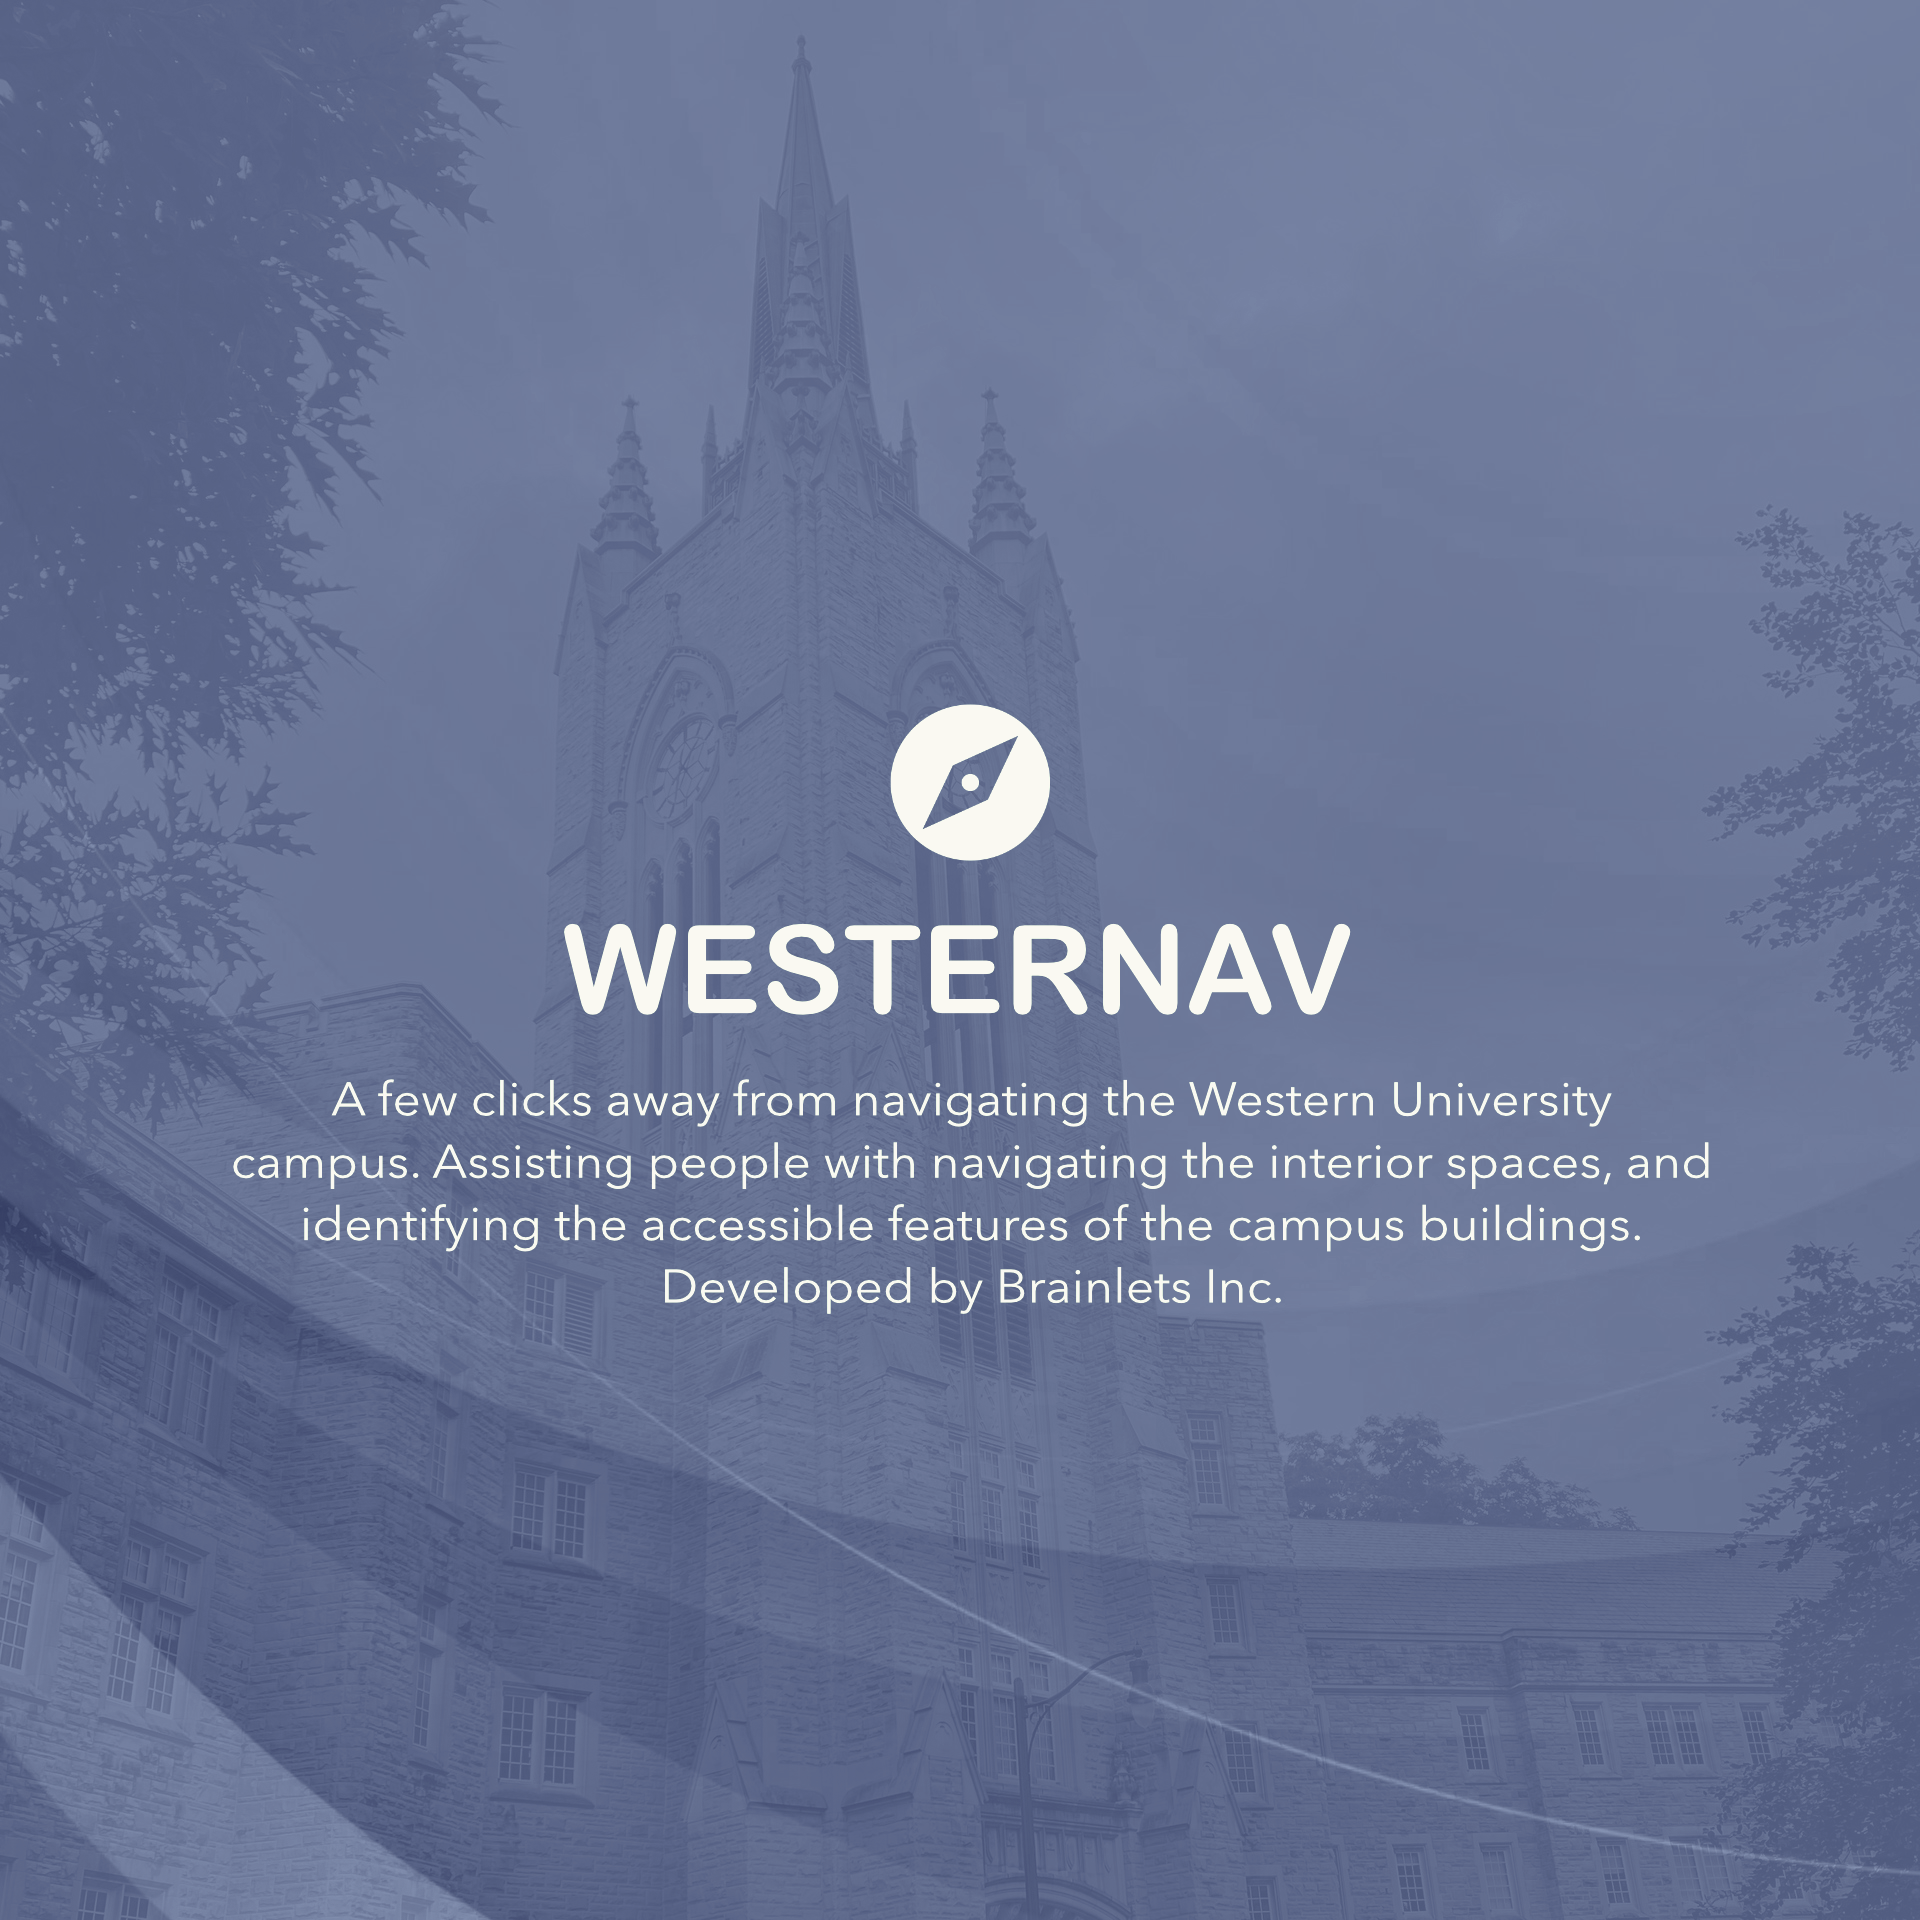 WESTERNAV
A few clicks away from navigating the Western University
campus. Assisting people with navigating the interior spaces, and
identifying the accessible features of the campus buildings.
Developed by Brainlets Inc.